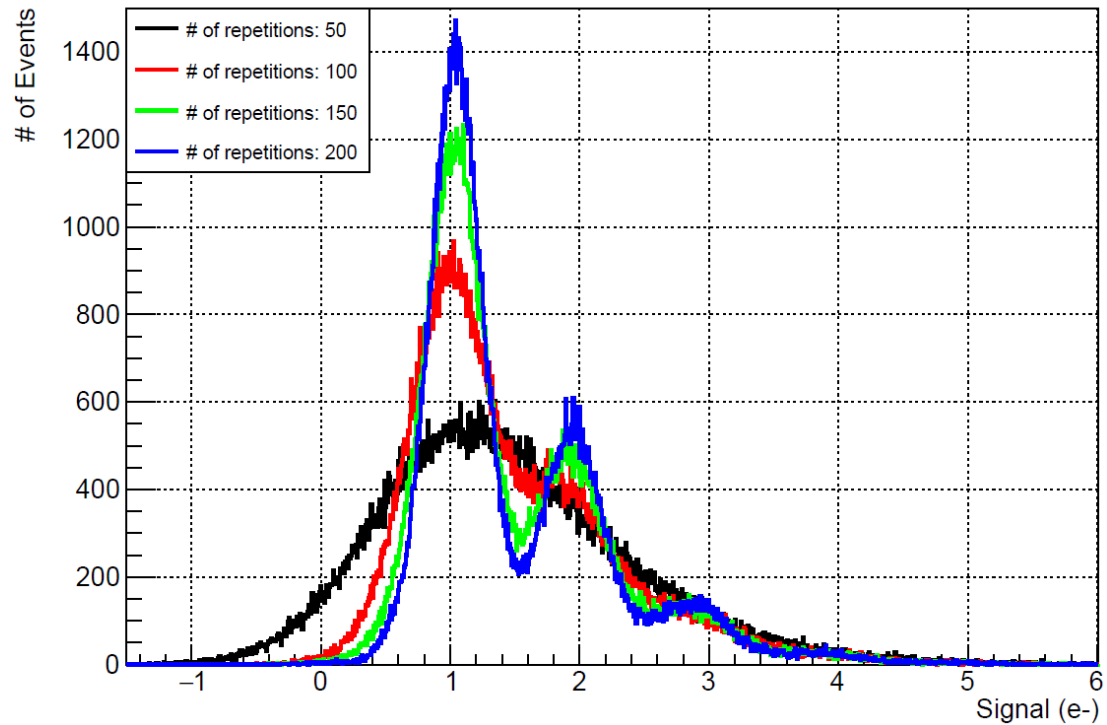 # of Events
1400
1200
1000
800
600
400
200
0
# of repetitions: 50
# of repetitions: 100
# of repetitions: 150
# of repetitions: 200
−1 0 1 2 3 4 5 6
Signal (e-)